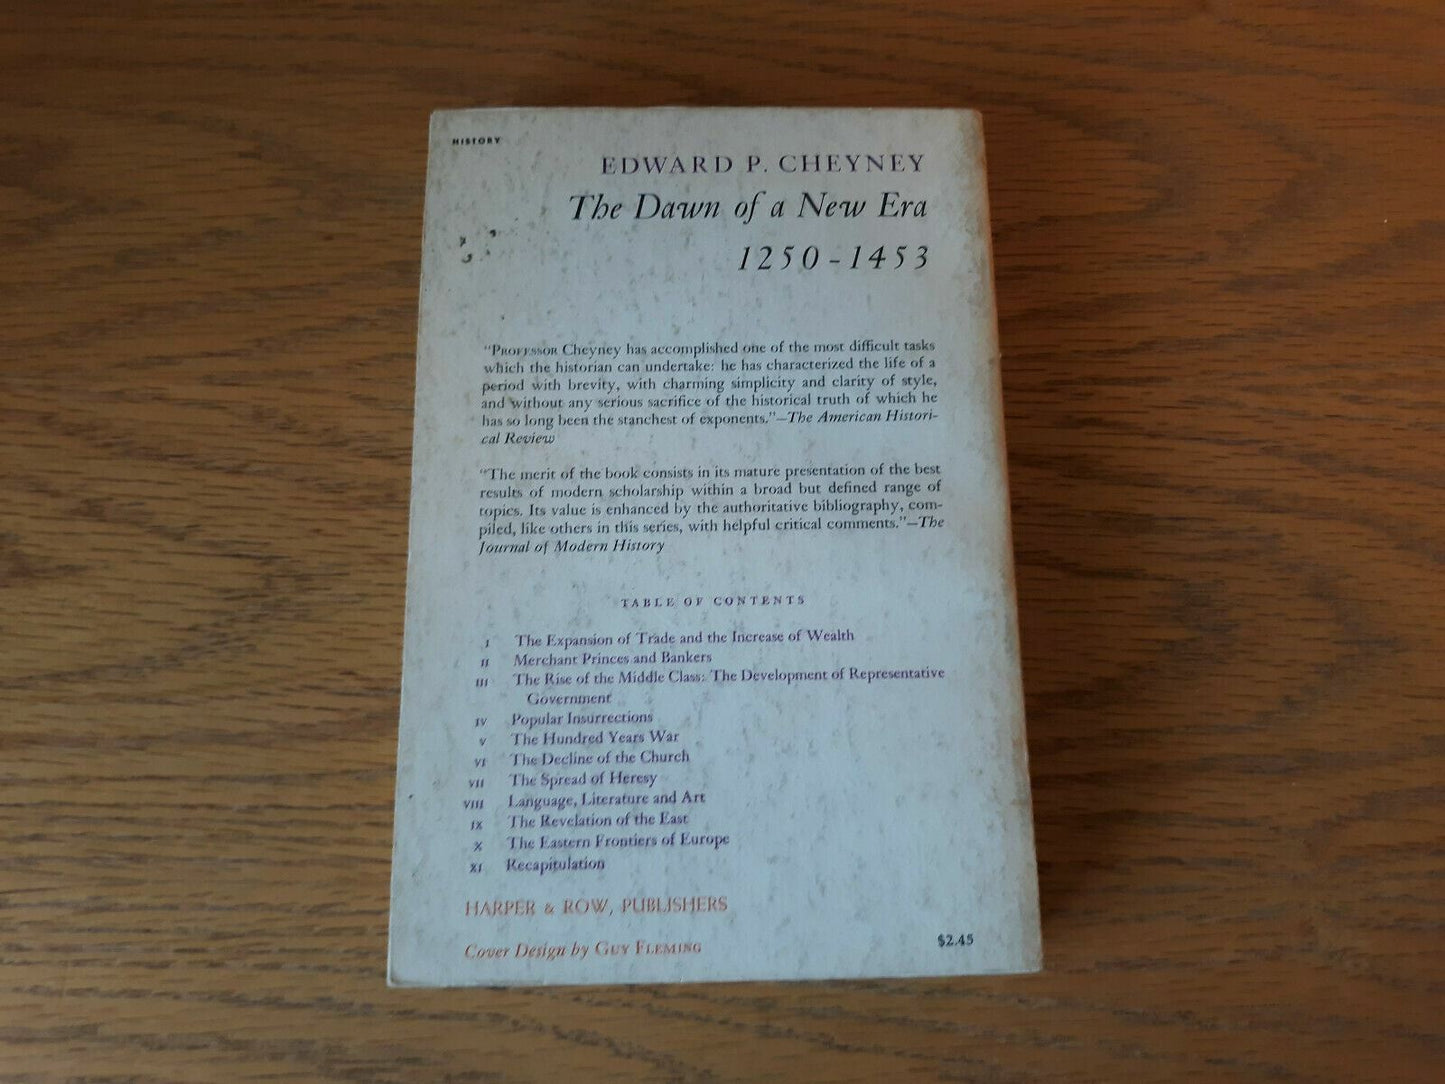 HISTORY
EDWARD P. CHEYNEY
The Dawn of a New Era
1250-1453
"PROFESSOR Cheyney has accomplished one of the most difficult tasks
which the historian can undertake: he has characterized the life of a
period with brevity, with charming simplicity and clarity of style,
and without any serious sacrifice of the historical truth of which he
has so long been the stanchest of exponents."—The American Histori-
cal Review
"The merit of the book consists in its mature presentation of the best
results of modern scholarship within a broad but defined range of
topics. Its value is enhanced by the authoritative bibliography, com-
piled, like others in this series, with helpful critical comments."—The
Journal of Modern History
TABLE OF CONTENTS
I The Expansion of Trade and the Increase of Wealth
II Merchant Princes and Bankers
III The Rise of the Middle Class: The Development of Representative
Government
IV Popular Insurrections
V The Hundred Years War
VI The Decline of the Church
VII The Spread of Heresy
VIII Language, Literature and Art
IX The Revelation of the East
X The Eastern Frontiers of Europe
XI Recapitulation
HARPER & ROW, PUBLISHERS
Cover Design by GUY FLEMING
$2.45